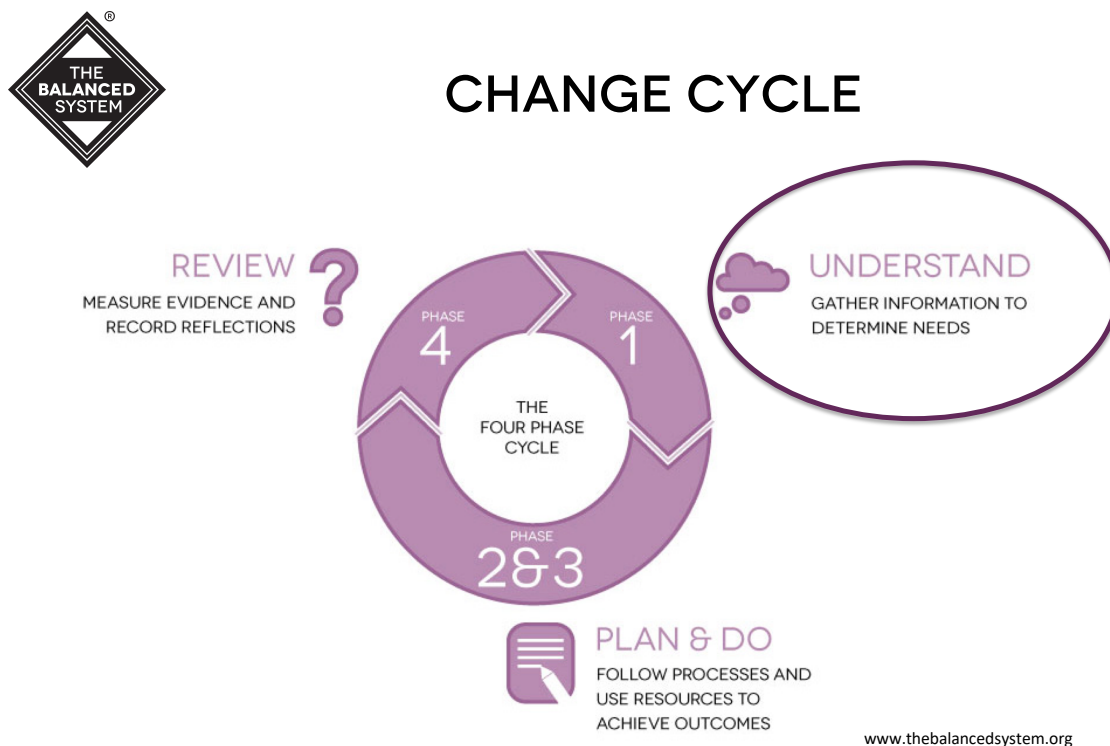 ®
THE
BALANCED
SYSTEM
CHANGE CYCLE
REVIEW
MEASURE EVIDENCE AND
RECORD REFLECTIONS
?
UNDERSTAND
GATHER INFORMATION TO
DETERMINE NEEDS
PHASE
4
PHASE
1
THE
FOUR PHASE
CYCLE
PHASE
2&3
PLAN & DO
FOLLOW PROCESSES AND
USE RESOURCES TO
ACHIEVE OUTCOMES
www.thebalancedsystem.org